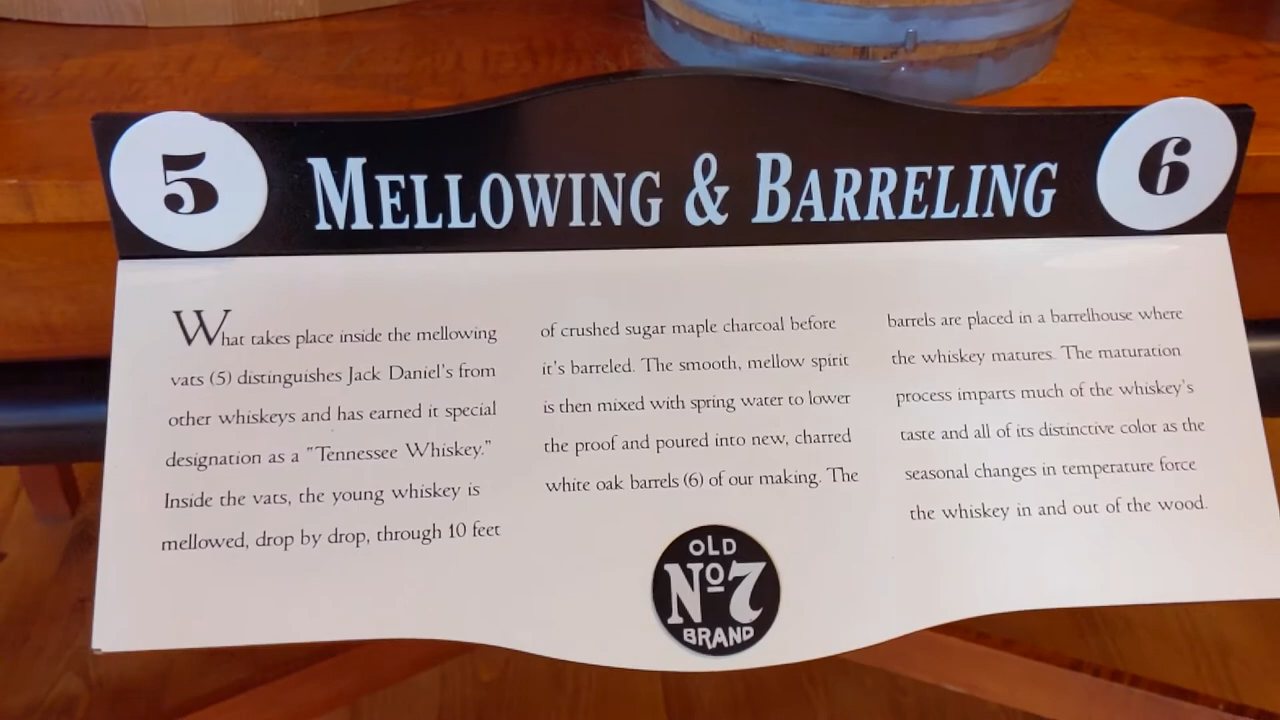 5
MELLOWING & BARRELING
6
What takes place inside the mellowing
vats (5) distinguishes Jack Daniel's from
other whiskeys and has earned it special
designation as a "Tennessee Whiskey."
Inside the vats, the young whiskey is
mellowed, drop by drop, through 10 feet
of crushed sugar maple charcoal before
it's barreled. The smooth, mellow spirit
is then mixed with spring water to lower
the proof and poured into new, charred
white oak barrels (6) of our making. The
barrels are placed in a barrelhouse where
the whiskey matures. The maturation
process imparts much of the whiskey's
taste and all of its distinctive color as the
seasonal changes in temperature force
the whiskey in and out of the wood.
OLD
Nº7
BRAND